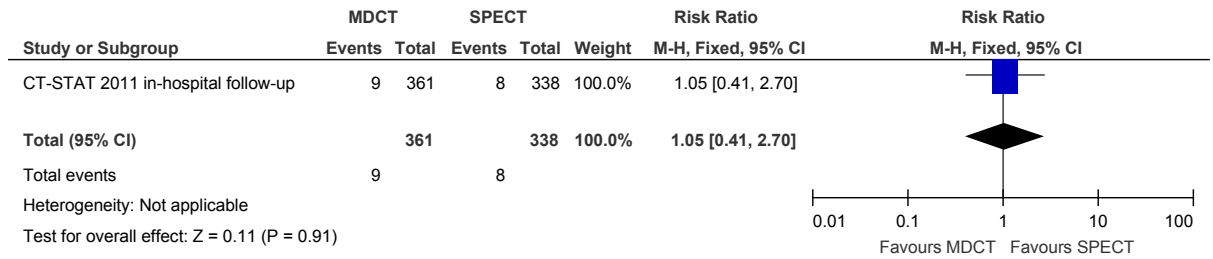 MDCT SPECT Risk Ratio Risk Ratio
Study or Subgroup Events Total Events Total Weight M-H, Fixed, 95% CI M-H, Fixed, 95% CI
CT-STAT 2011 in-hospital follow-up 9 361 8 338 100.0% 1.05 [0.41, 2.70]
Total (95% CI) 361 338 100.0% 1.05 [0.41, 2.70]
Total events 9 8
Heterogeneity: Not applicable
Test for overall effect: Z = 0.11 (P = 0.91)
0.01 0.1 1 10 100
Favours MDCT Favours SPECT